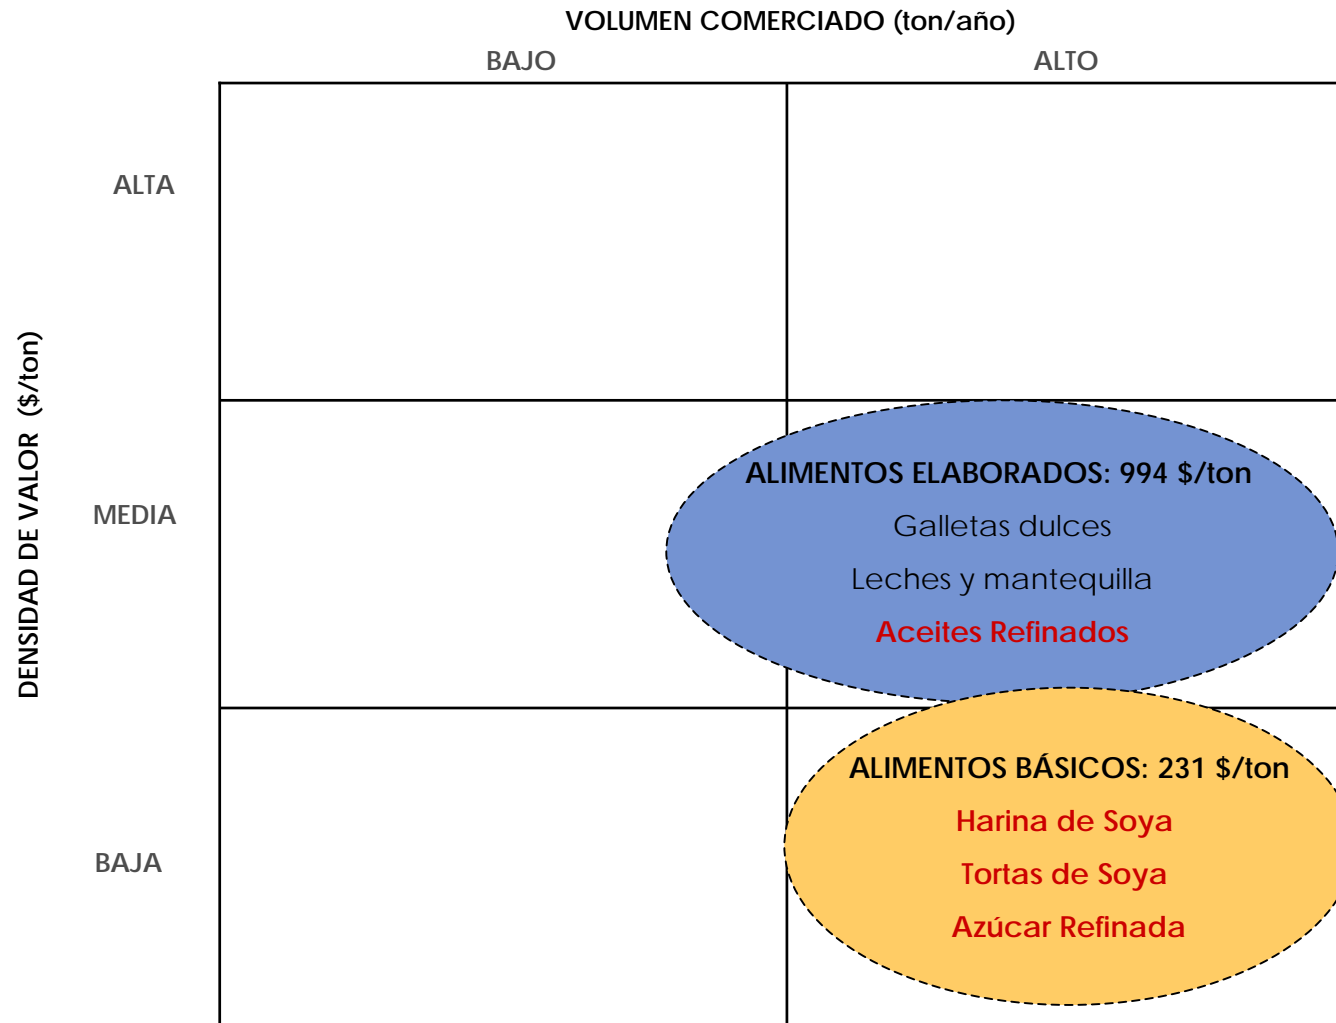 VOLUMEN COMERCIADO (ton/año)
BAJO
ALTO
DENSIDAD DE VALOR ($/ton)
ALTA
MEDIA
ALIMENTOS ELABORADOS: 994 $/ton
Galletas dulces
Leches y mantequilla
Aceites Refinados
BAJA
ALIMENTOS BÁSICOS: 231 $/ton
Harina de Soya
Tortas de Soya
Azúcar Refinada